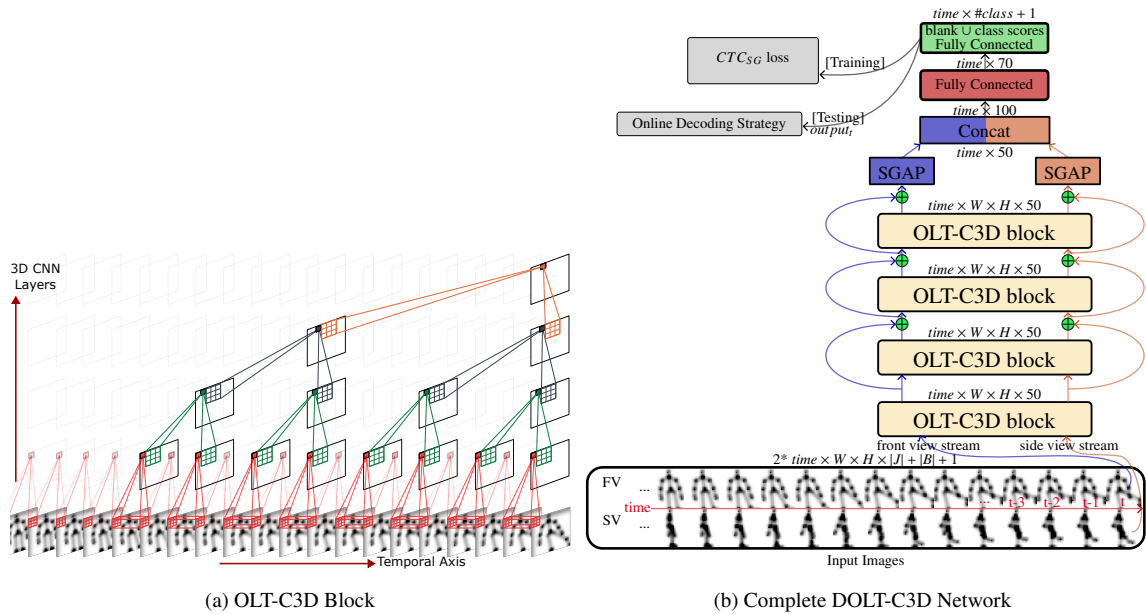 3D CNN
Layers
Temporal Axis
(a) OLT-C3D Block
time × #class + 1
blank ∪ class scores
Fully Connected
CTC_SG loss
[Training]
time × 70
Fully Connected
time × 100
Online Decoding Strategy
[Testing]
output_t
Concat
time × 50
SGAP
SGAP
time × W × H × 50
OLT-C3D block
time × W × H × 50
OLT-C3D block
time × W × H × 50
OLT-C3D block
time × W × H × 50
OLT-C3D block
front view stream
side view stream
2* time × W × H × |J| + |B| + 1
FV
...
time
... t-3 t-2 t-1 t
SV
...
Input Images
(b) Complete DOLT-C3D Network